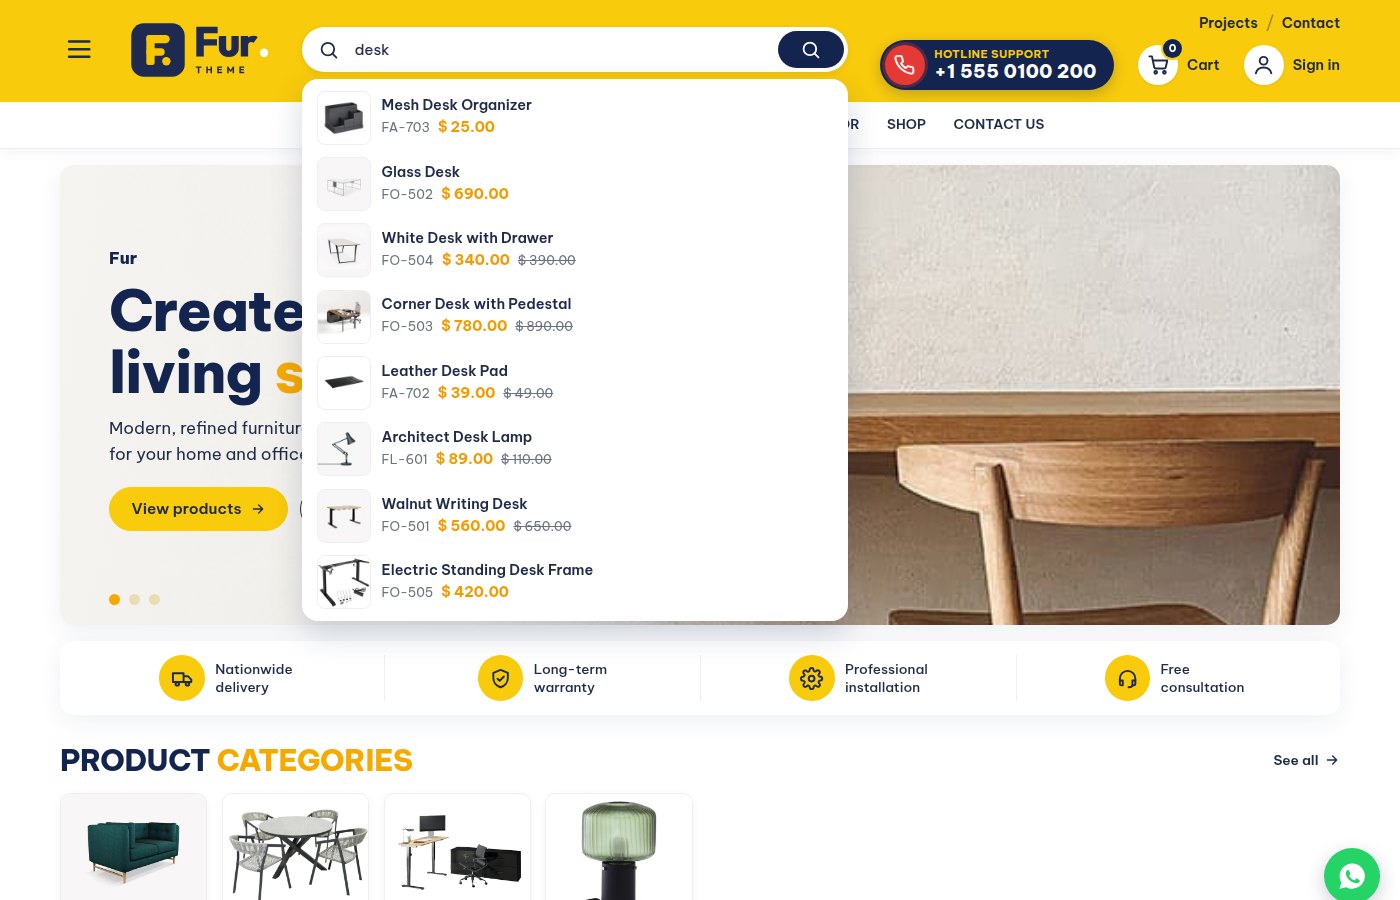 Projects / Contact
Fur.
THEME
desk
HOTLINE SUPPORT
+1 555 0100 200
0
Cart
Sign in
SHOP
CONTACT US
Mesh Desk Organizer
FA-703 $ 25.00
Glass Desk
FO-502 $ 690.00
White Desk with Drawer
FO-504 $ 340.00 $ 390.00
Corner Desk with Pedestal
FO-503 $ 780.00 $ 890.00
Leather Desk Pad
FA-702 $ 39.00 $ 49.00
Architect Desk Lamp
FL-601 $ 89.00 $ 110.00
Walnut Writing Desk
FO-501 $ 560.00 $ 650.00
Electric Standing Desk Frame
FO-505 $ 420.00
Fur
Create
living
Modern, refined
for your home and
View products
Nationwide
delivery
Long-term
warranty
Professional
installation
Free
consultation
PRODUCT CATEGORIES
See all